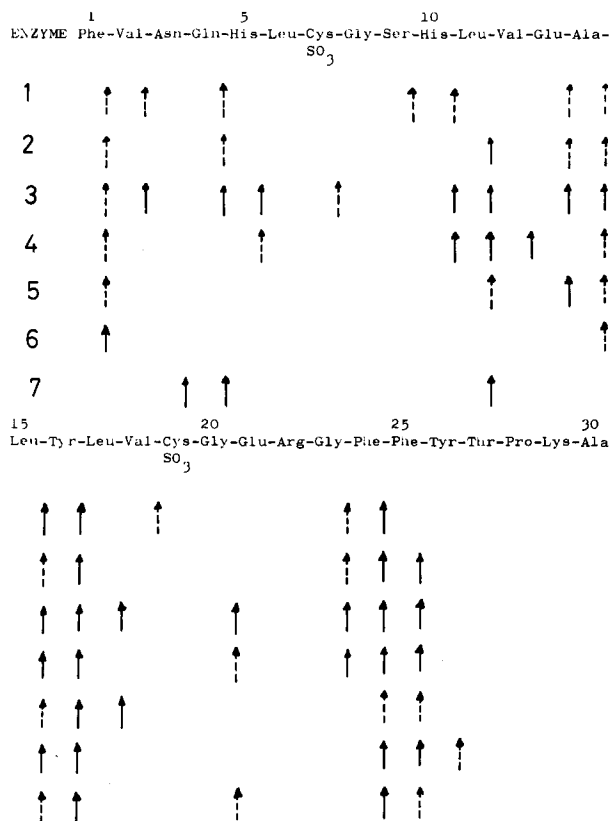 1 5 10
ENZYME Phe-Val-Asn-Gln-His-Leu-Cys-Gly-Ser-His-Leu-Val-Glu-Ala-
SO3
1
2
3
4
5
6
7
15 20 25 30
Leu-Tyr-Leu-Val-Cys-Gly-Glu-Arg-Gly-Phe-Phe-Tyr-Thr-Pro-Lys-Ala
SO3